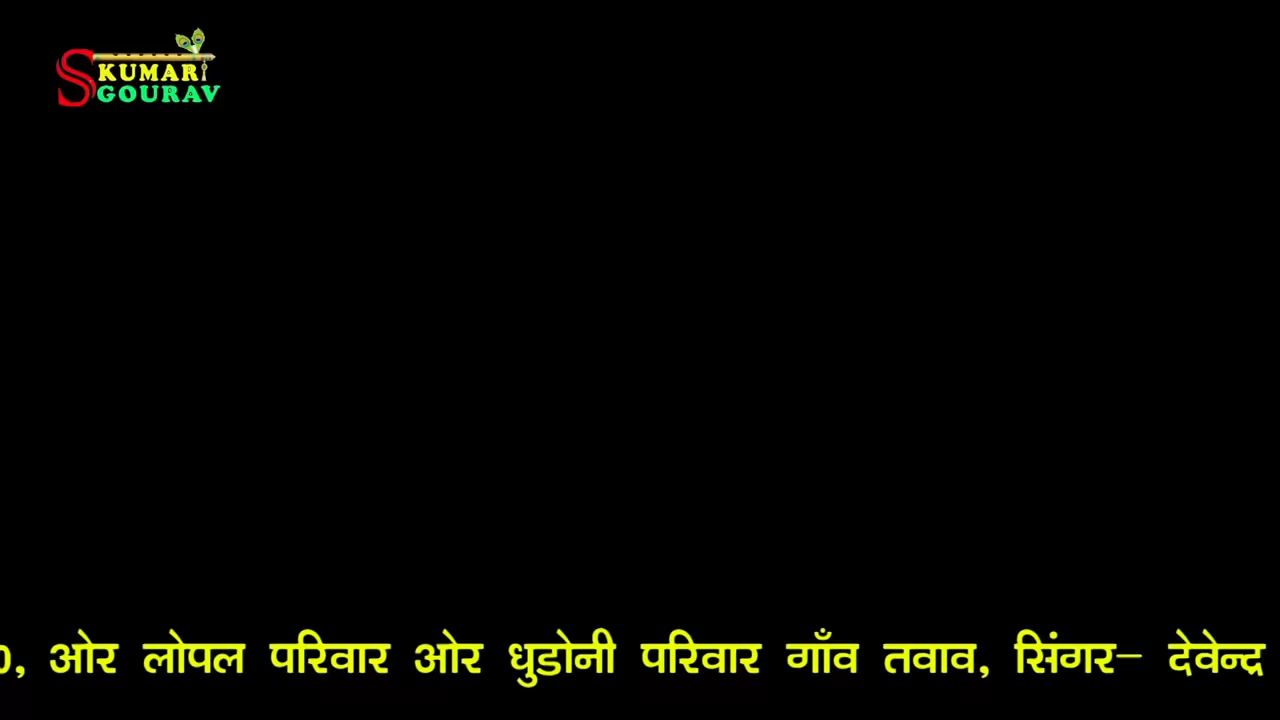 S KUMAR
GOURAV
, ओर लोपल परिवार ओर धुडोनी परिवार गाँव तवाव, सिंगर- देवेन्द्र